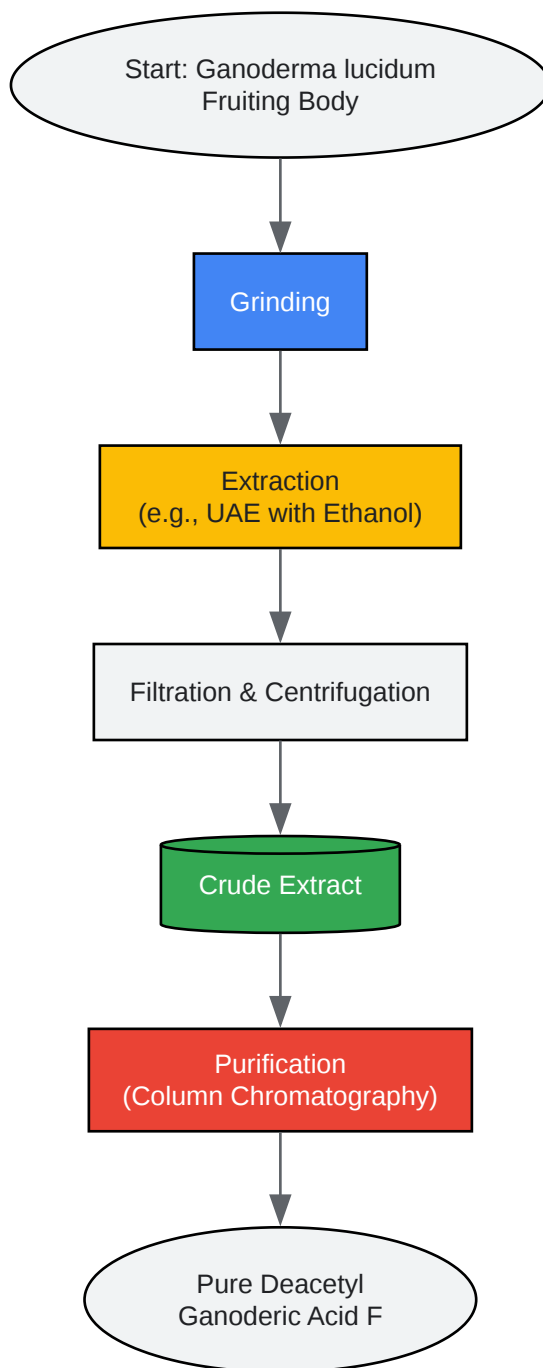 Start: Ganoderma lucidum
Fruiting Body
Grinding
Extraction
(e.g., UAE with Ethanol)
Filtration & Centrifugation
Crude Extract
Purification
(Column Chromatography)
Pure Deacetyl
Ganoderic Acid F